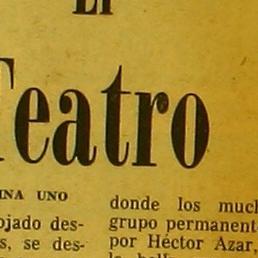 El
Teatro
INA UNO
ojado des-
s, se des-
donde los much
grupo permanent
por Héctor Azar,